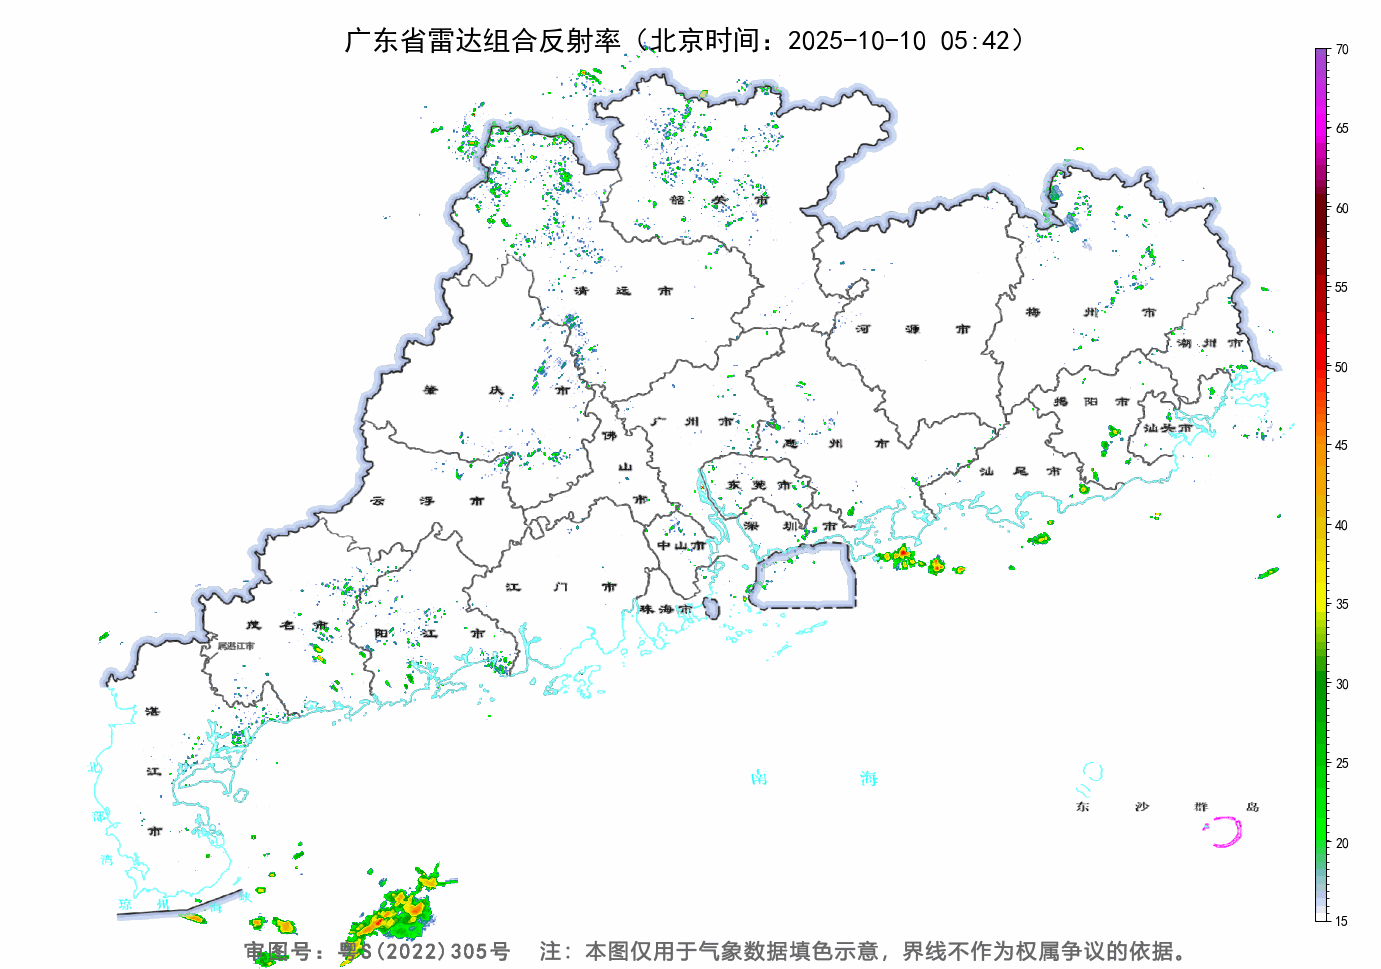 广东省雷达组合反射率（北京时间：2025-10-10 05:42）
70
65
60
55
50
45
40
35
30
25
20
15
韶关市
清远市
河源市
梅州市
潮州市
肇庆市
广州市
佛山市
惠州市
揭阳市
汕头市
汕尾市
云浮市
东莞市
深圳市
中山市
江门市
珠海市
茂名市
阳江市
属湛江市
湛江市
北部湾
琼州海峡
南海
东沙群岛
审图号：粤S(2022)305号 注：本图仅用于气象数据填色示意，界线不作为权属争议的依据。